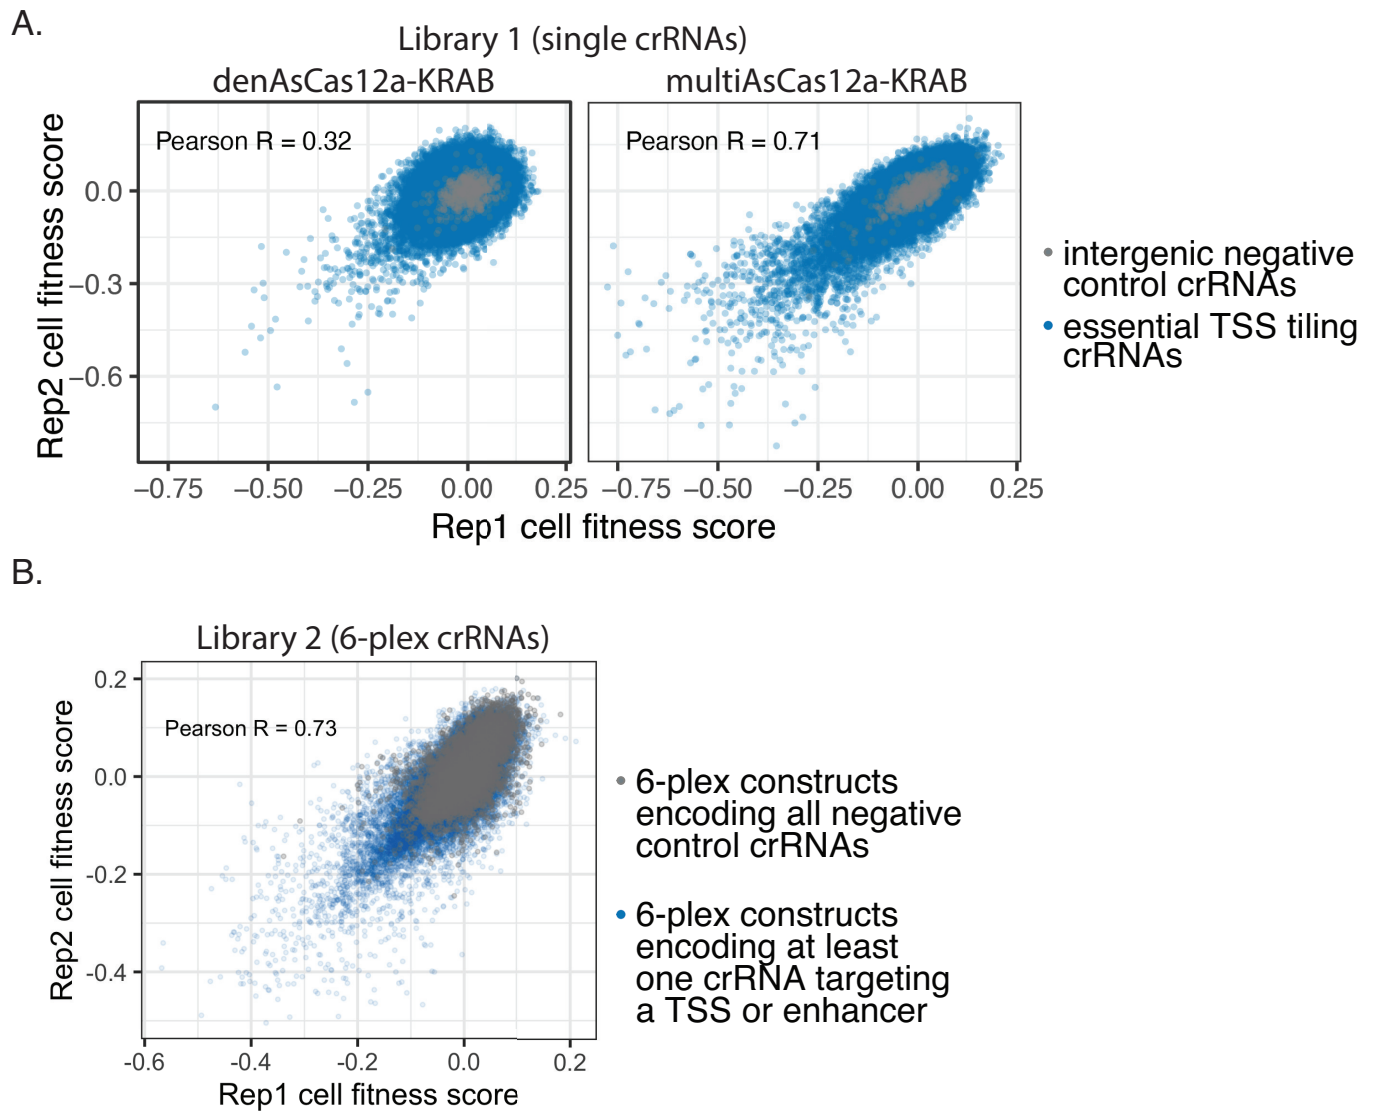 A.
Library 1 (single crRNAs)
denAsCas12a-KRAB
multiAsCas12a-KRAB
Pearson R = 0.32
Pearson R = 0.71
Rep2 cell fitness score
0.0
−0.3
−0.6
−0.75 −0.50 −0.25 0.00 0.25
−0.75 −0.50 −0.25 0.00 0.25
Rep1 cell fitness score
intergenic negative
control crRNAs
essential TSS tiling
crRNAs
B.
Library 2 (6-plex crRNAs)
Pearson R = 0.73
Rep2 cell fitness score
0.2
0.0
-0.2
-0.4
-0.6 -0.4 -0.2 0.0 0.2
Rep1 cell fitness score
6-plex constructs
encoding all negative
control crRNAs
6-plex constructs
encoding at least
one crRNA targeting
a TSS or enhancer